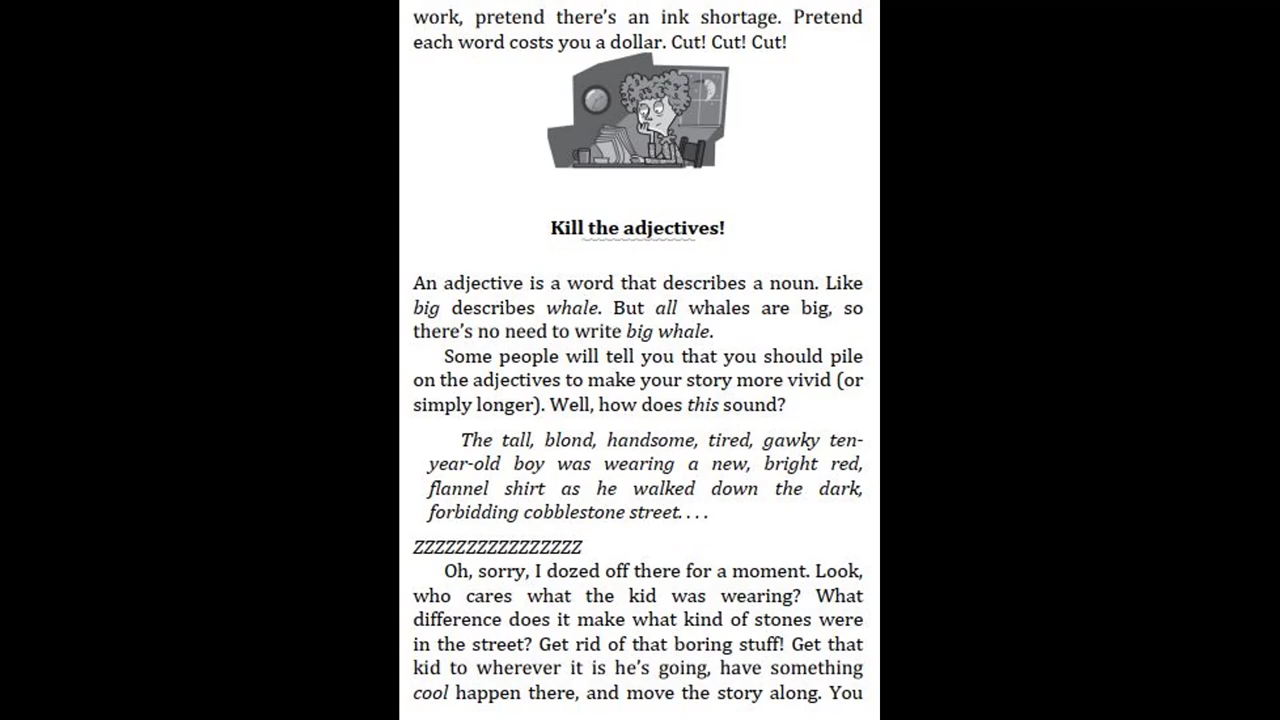 work, pretend there’s an ink shortage. Pretend
each word costs you a dollar. Cut! Cut! Cut!
Kill the adjectives!
An adjective is a word that describes a noun. Like
big describes whale. But all whales are big, so
there’s no need to write big whale.
Some people will tell you that you should pile
on the adjectives to make your story more vivid (or
simply longer). Well, how does this sound?
The tall, blond, handsome, tired, gawky ten-
year-old boy was wearing a new, bright red,
flannel shirt as he walked down the dark,
forbidding cobblestone street. . . .
ZZZZZZZZZZZZZZZZ
Oh, sorry, I dozed off there for a moment. Look,
who cares what the kid was wearing? What
difference does it make what kind of stones were
in the street? Get rid of that boring stuff! Get that
kid to wherever it is he’s going, have something
cool happen there, and move the story along. You